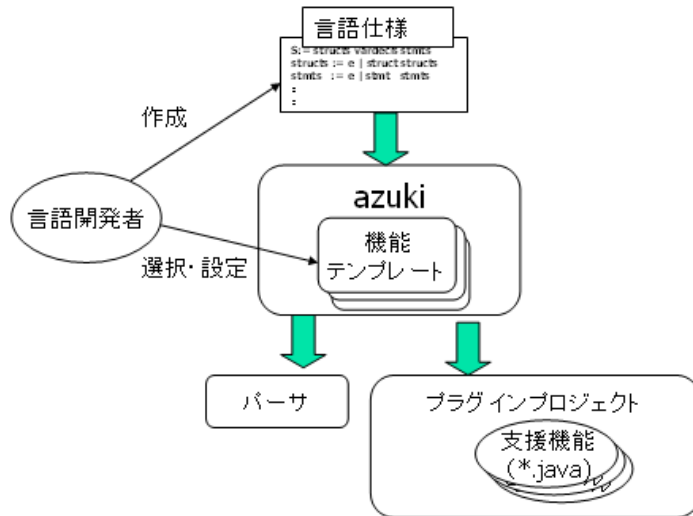 言語仕様
S:= structs vardecls stmts
structs := e | struct structs
stmts := e | stmt stmts
:
:
作成
言語開発者
選択・設定
azuki
機能
テンプレート
パーサ
プラグインプロジェクト
支援機能
(*.java)